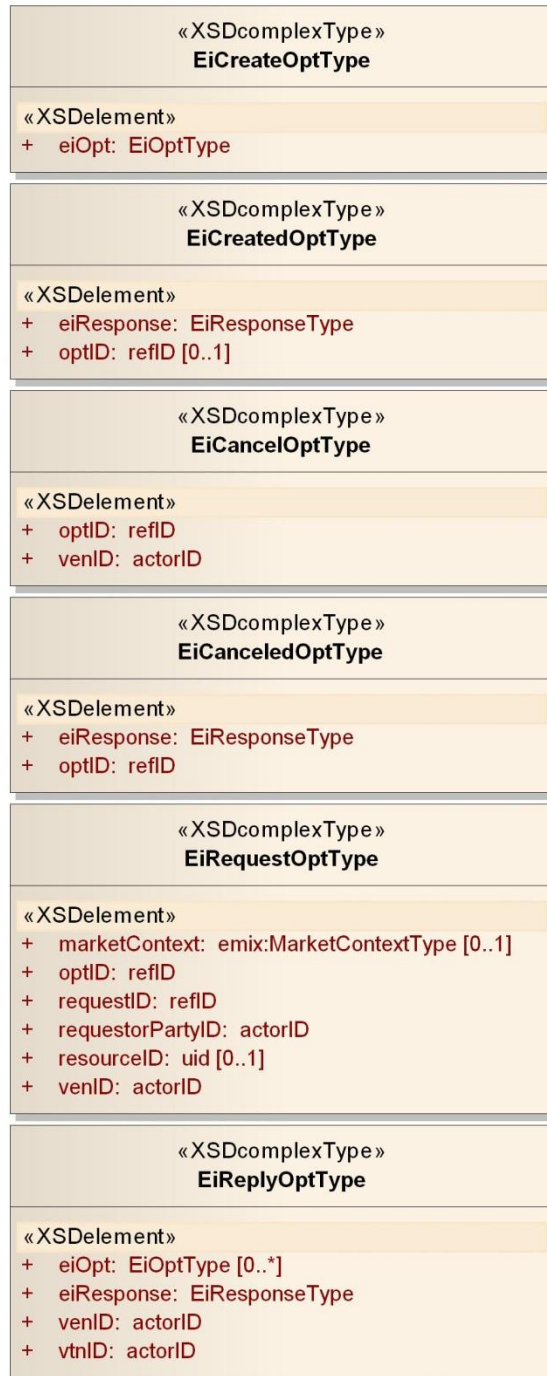 «XSDcomplexType»
EiCreateOptType
«XSDelement»
+ eiOpt: EiOptType
«XSDcomplexType»
EiCreatedOptType
«XSDelement»
+ eiResponse: EiResponseType
+ optID: refID [0..1]
«XSDcomplexType»
EiCancelOptType
«XSDelement»
+ optID: refID
+ venID: actorID
«XSDcomplexType»
EiCanceledOptType
«XSDelement»
+ eiResponse: EiResponseType
+ optID: refID
«XSDcomplexType»
EiRequestOptType
«XSDelement»
+ marketContext: emix:MarketContextType [0..1]
+ optID: refID
+ requestID: refID
+ requestorPartyID: actorID
+ resourceID: uid [0..1]
+ venID: actorID
«XSDcomplexType»
EiReplyOptType
«XSDelement»
+ eiOpt: EiOptType [0..*]
+ eiResponse: EiResponseType
+ venID: actorID
+ vtnID: actorID